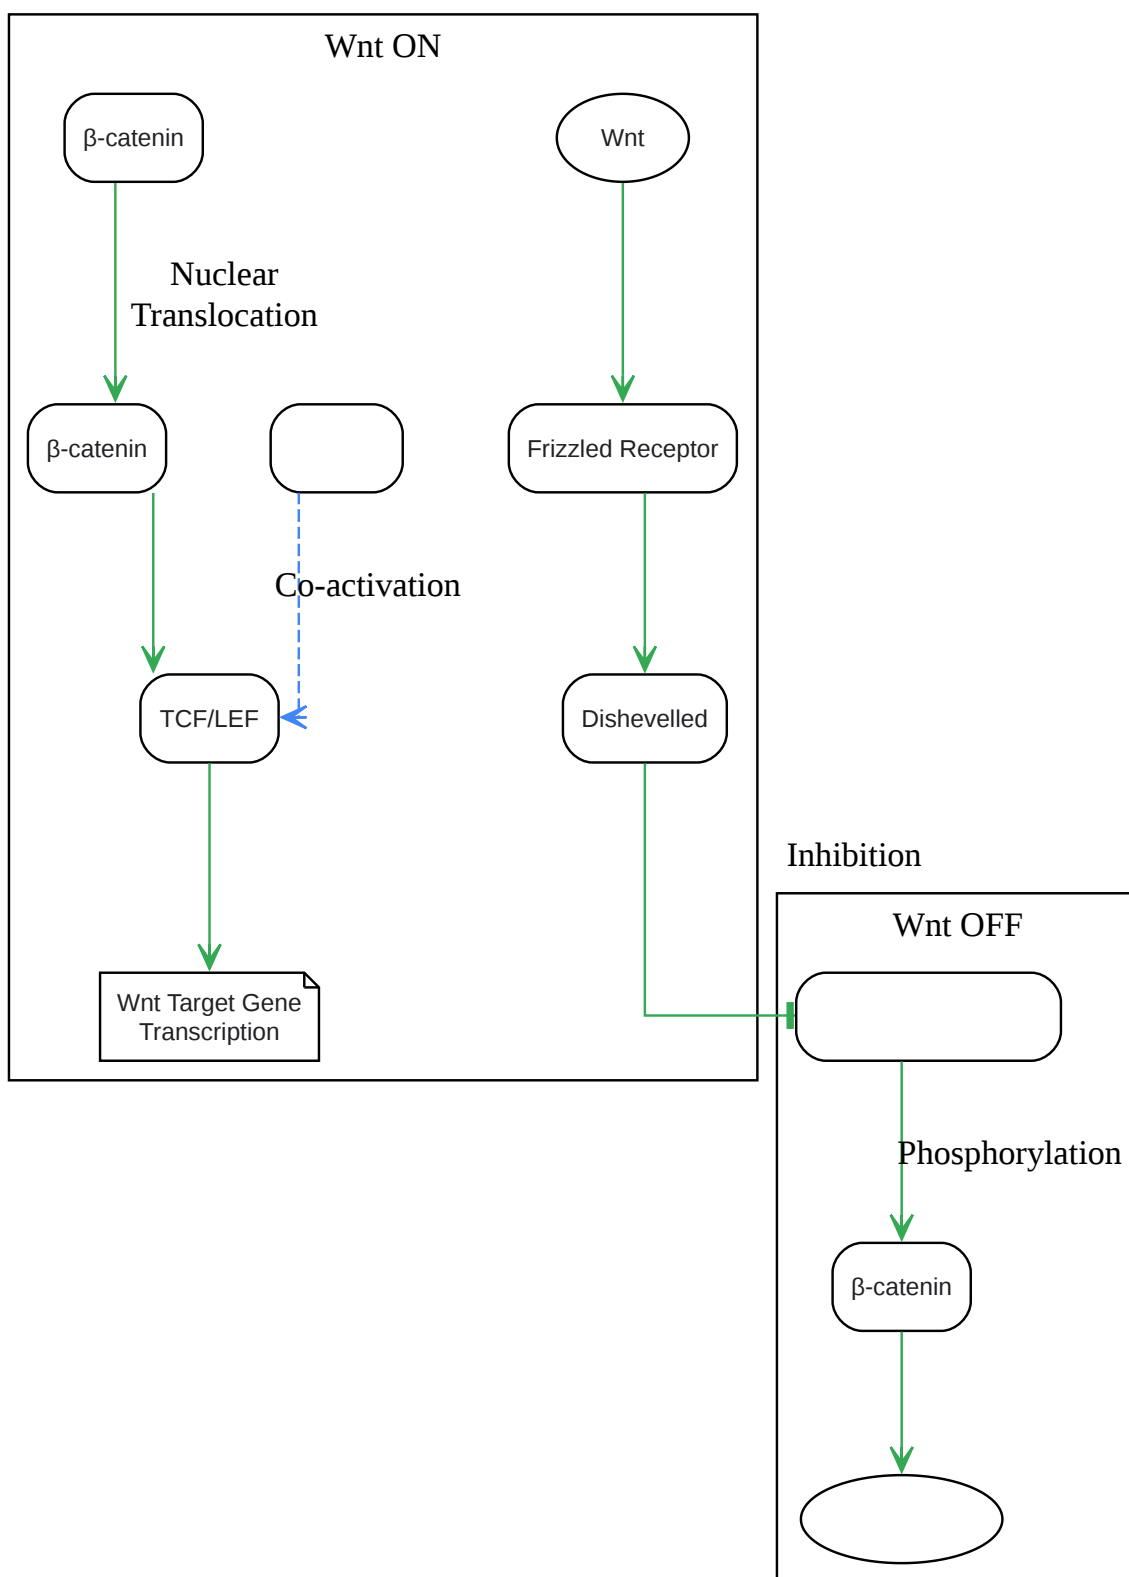 Wnt ON
β-catenin
Wnt
Nuclear
Translocation
β-catenin
Frizzled Receptor
Co-activation
TCF/LEF
Dishevelled
Inhibition
Wnt OFF
Wnt Target Gene
Transcription
Phosphorylation
β-catenin